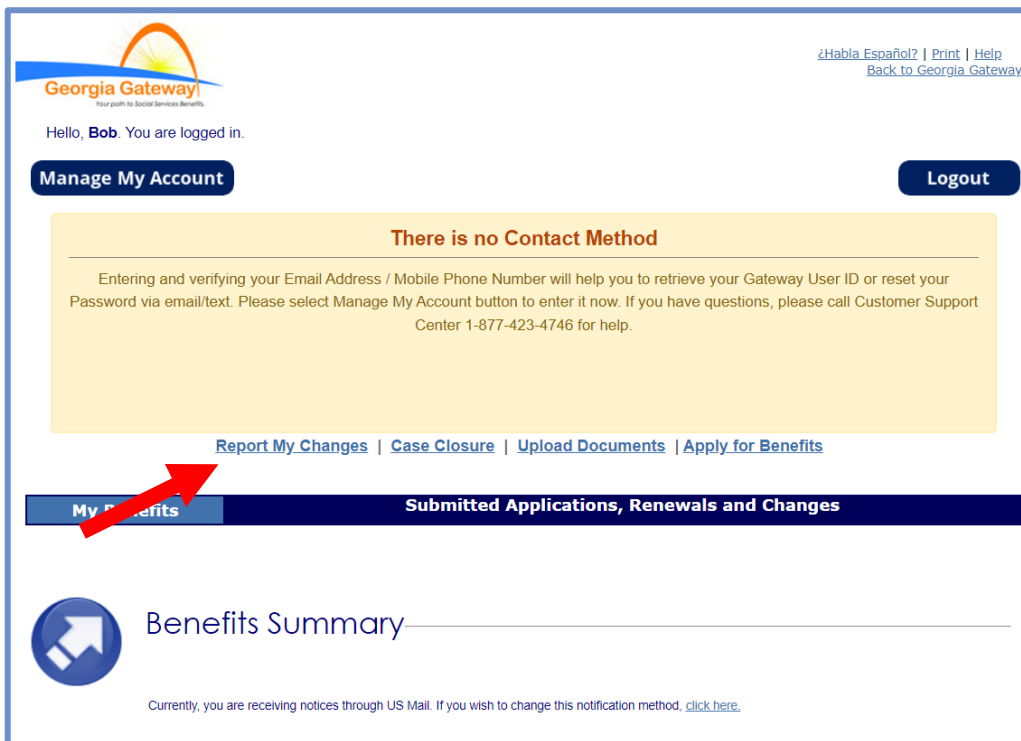 ¿Habla Español? | Print | Help
Back to Georgia Gateway
Georgia Gateway
Your path to Social Services Benefits.
Hello, Bob. You are logged in.
Manage My Account
Logout
There is no Contact Method
Entering and verifying your Email Address / Mobile Phone Number will help you to retrieve your Gateway User ID or reset your
Password via email/text. Please select Manage My Account button to enter it now. If you have questions, please call Customer Support
Center 1-877-423-4746 for help.
Report My Changes | Case Closure | Upload Documents | Apply for Benefits
My Benefits
Submitted Applications, Renewals and Changes
Benefits Summary
Currently, you are receiving notices through US Mail. If you wish to change this notification method, click here.